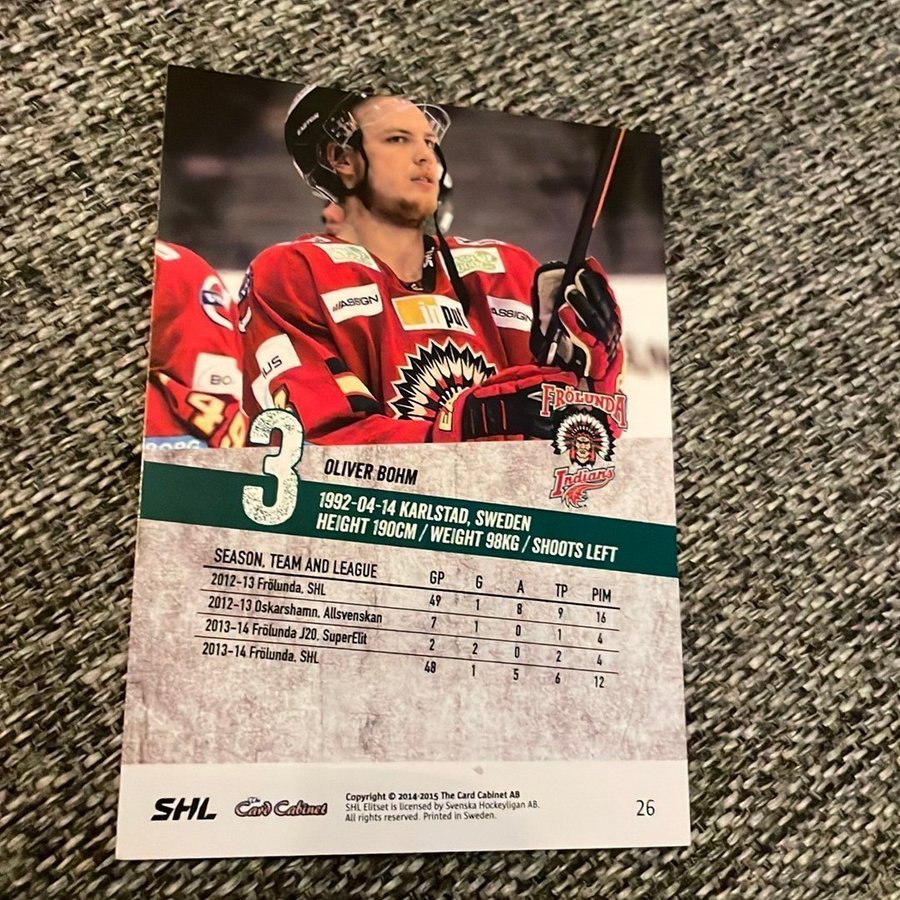 EASTON
ASSIGN
input
ASSIGN
FRÖLUNDA
Indians
3
OLIVER BOHM
1992-04-14 KARLSTAD, SWEDEN
HEIGHT 190CM / WEIGHT 98KG / SHOOTS LEFT
SEASON, TEAM AND LEAGUE GP G A TP PIM
2012-13 Frölunda, SHL 49 1 8 9 16
2012-13 Oskarshamn, Allsvenskan 7 1 0 1 4
2013-14 Frölunda J20, SuperElit 2 2 0 2 4
2013-14 Frölunda, SHL 48 1 5 6 12
SHL
The Card Cabinet
Copyright © 2014-2015 The Card Cabinet AB
SHL Elitset is licensed by Svenska Hockeyligan AB.
All rights reserved. Printed in Sweden.
26